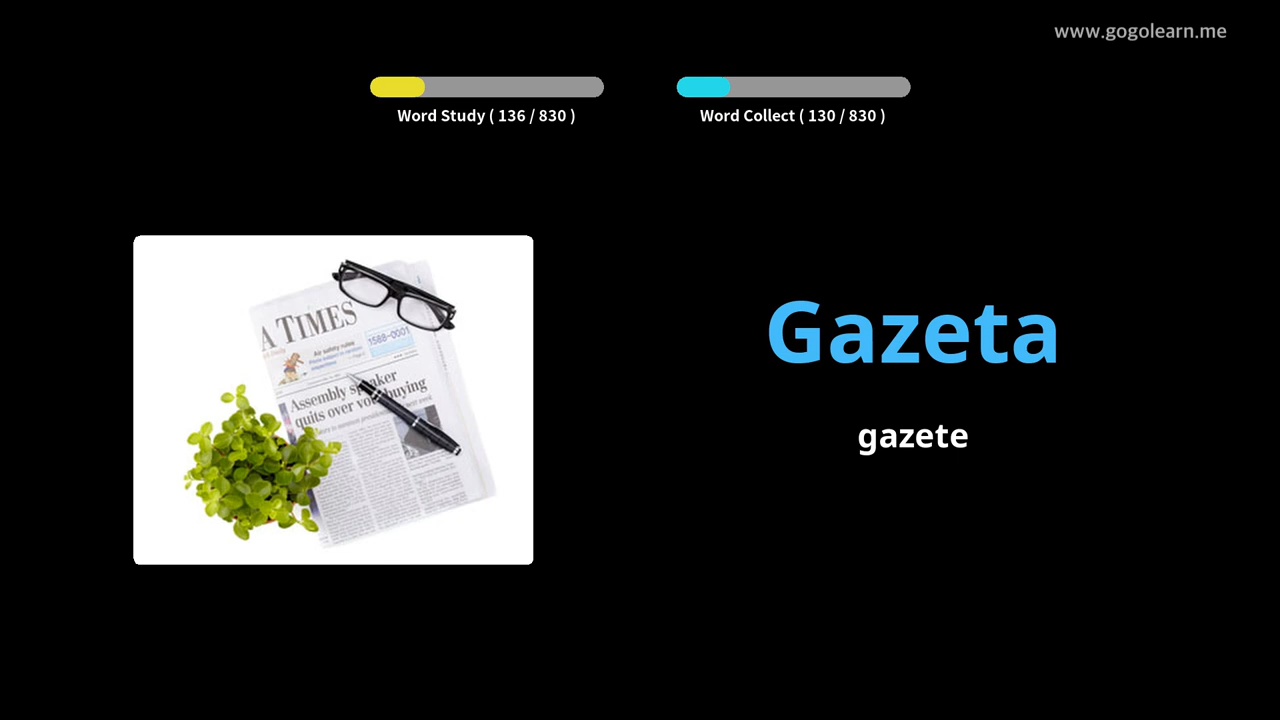 www.gogolearn.me
Word Study ( 136 / 830 )
Word Collect ( 130 / 830 )
A TIMES
Air safety rules
1588-0001
Assembly speaker
quits over vote buying
Gazeta
gazete